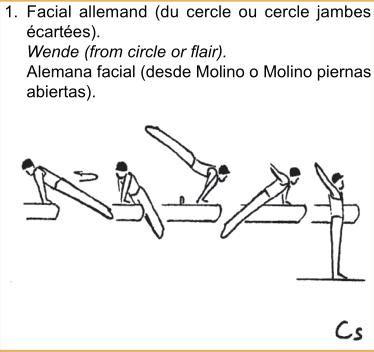 1. Facial allemand (du cercle ou cercle jambes
écartées).
Wende (from circle or flair).
Alemana facial (desde Molino o Molino piernas
abiertas).
Cs